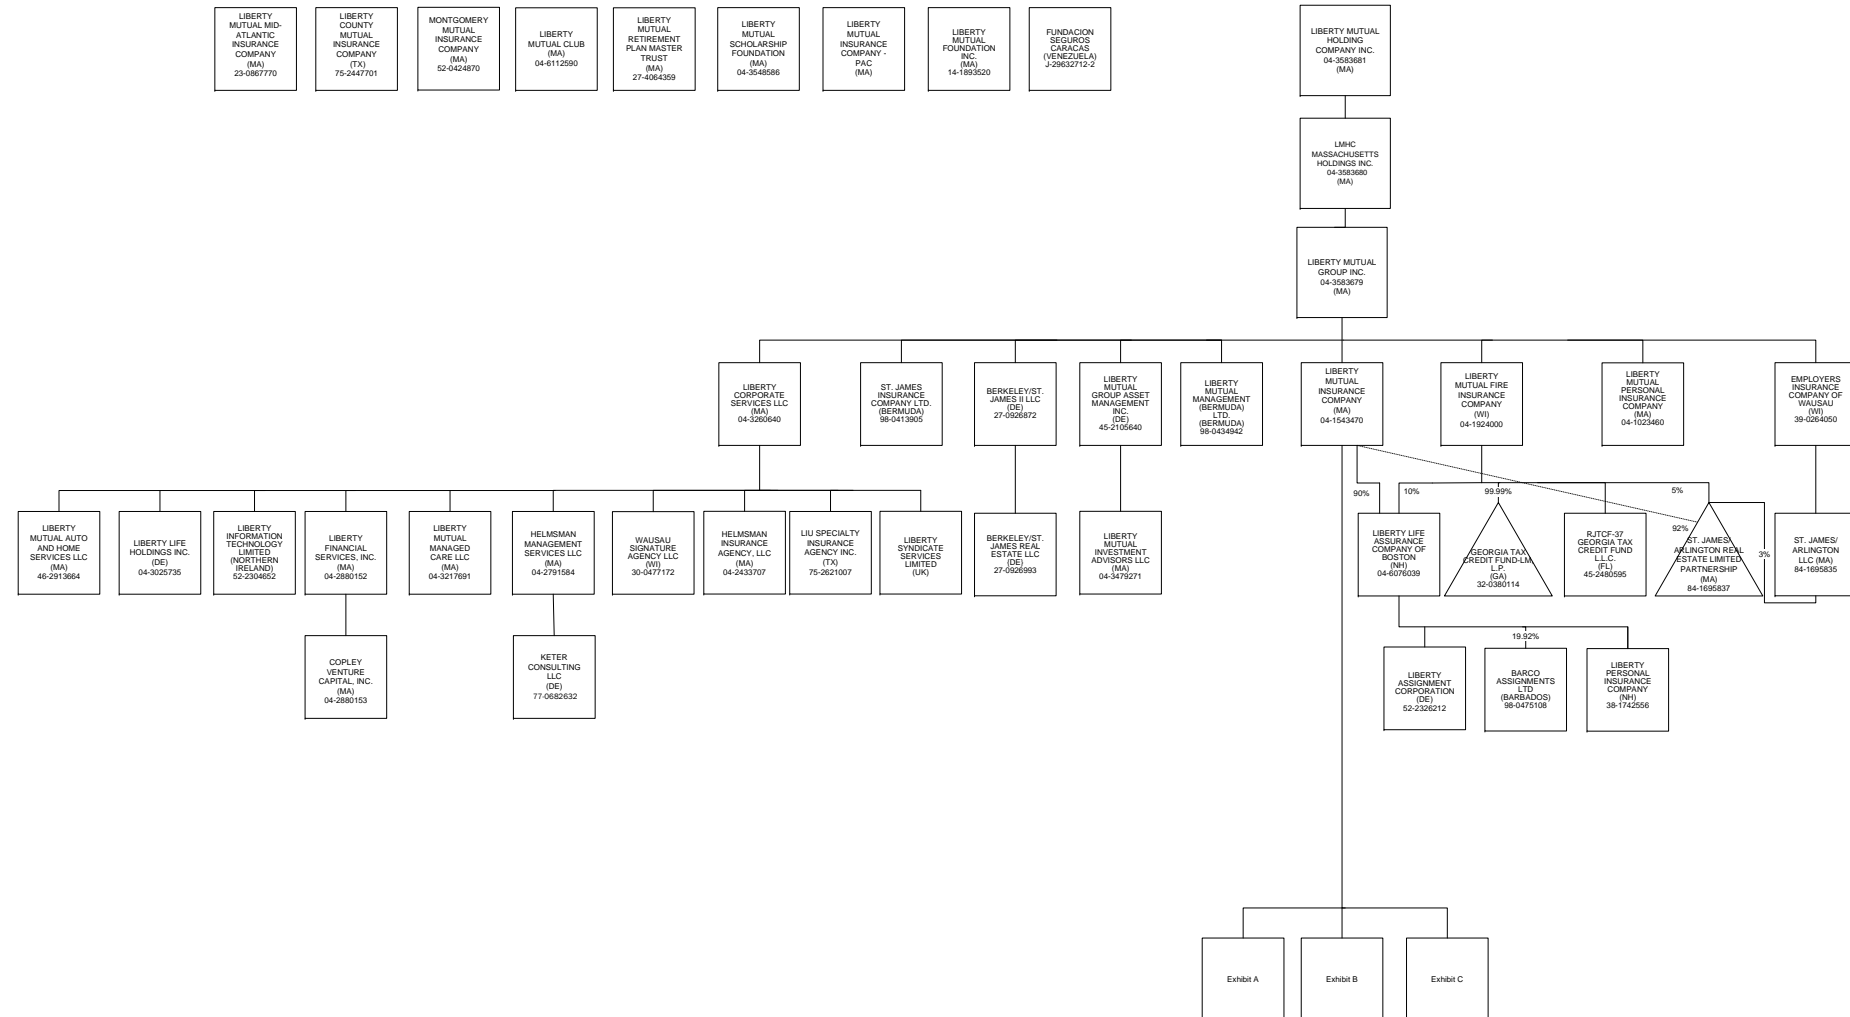 LIBERTY
MUTUAL MID-
ATLANTIC
INSURANCE
COMPANY
(MA)
23-0867770
LIBERTY
COUNTY
MUTUAL
INSURANCE
COMPANY
(TX)
75-2447701
MONTGOMERY
MUTUAL
INSURANCE
COMPANY
(MA)
52-0424870
LIBERTY
MUTUAL CLUB
(MA)
04-6112590
LIBERTY
MUTUAL
RETIREMENT
PLAN MASTER
TRUST
(MA)
27-4064359
LIBERTY
MUTUAL
SCHOLARSHIP
FOUNDATION
(MA)
04-3548586
LIBERTY
MUTUAL
INSURANCE
COMPANY -
PAC
(MA)
LIBERTY
MUTUAL
FOUNDATION
INC.
(MA)
14-1893520
FUNDACION
SEGUROS
CARACAS
(VENEZUELA)
J-29632712-2
LIBERTY MUTUAL
HOLDING
COMPANY INC.
04-3583681
(MA)
LMHC
MASSACHUSETTS
HOLDINGS INC.
04-3583680
(MA)
LIBERTY MUTUAL
GROUP INC.
04-3583679
(MA)
LIBERTY
CORPORATE
SERVICES LLC
(MA)
04-3260640
ST. JAMES
INSURANCE
COMPANY LTD.
(BERMUDA)
98-0413905
BERKELEY/ST.
JAMES II LLC
(DE)
27-0926872
LIBERTY
MUTUAL
GROUP ASSET
MANAGEMENT
INC.
(DE)
45-2105640
LIBERTY
MUTUAL
MANAGEMENT
(BERMUDA)
LTD.
(BERMUDA)
98-0434942
LIBERTY
MUTUAL
INSURANCE
COMPANY
(MA)
04-1543470
LIBERTY
MUTUAL FIRE
INSURANCE
COMPANY
(WI)
04-1924000
LIBERTY
MUTUAL
PERSONAL
INSURANCE
COMPANY
(MA)
04-1023460
EMPLOYERS
INSURANCE
COMPANY OF
WAUSAU
(WI)
39-0264050
90%
10%
99.99%
5%
92%
3%
LIBERTY
MUTUAL AUTO
AND HOME
SERVICES LLC
(MA)
46-2913664
LIBERTY LIFE
HOLDINGS INC.
(DE)
04-3025735
LIBERTY
INFORMATION
TECHNOLOGY
LIMITED
(NORTHERN
IRELAND)
52-2304652
LIBERTY
FINANCIAL
SERVICES, INC.
(MA)
04-2880152
LIBERTY
MUTUAL
MANAGED
CARE LLC
(MA)
04-3217691
HELMSMAN
MANAGEMENT
SERVICES LLC
(MA)
04-2791584
WAUSAU
SIGNATURE
AGENCY LLC
(WI)
30-0477172
HELMSMAN
INSURANCE
AGENCY, LLC
(MA)
04-2433707
LIU SPECIALTY
INSURANCE
AGENCY INC.
(TX)
75-2621007
LIBERTY
SYNDICATE
SERVICES
LIMITED
(UK)
BERKELEY/ST.
JAMES REAL
ESTATE LLC
(DE)
27-0926993
LIBERTY
MUTUAL
INVESTMENT
ADVISORS LLC
(MA)
04-3479271
LIBERTY LIFE
ASSURANCE
COMPANY OF
BOSTON
(NH)
04-6076039
GEORGIA TAX
CREDIT FUND-LM
L.P.
(GA)
32-0380114
RJTCF-37
GEORGIA TAX
CREDIT FUND
L.L.C.
(FL)
45-2480595
ST. JAMES/
ARLINGTON REAL
ESTATE LIMITED
PARTNERSHIP
(MA)
84-1695837
ST. JAMES/
ARLINGTON
LLC (MA)
84-1695835
COPLEY
VENTURE
CAPITAL, INC.
(MA)
04-2880153
KETER
CONSULTING
LLC
(DE)
77-0682632
19.92%
LIBERTY
ASSIGNMENT
CORPORATION
(DE)
52-2326212
BARCO
ASSIGNMENTS
LTD
(BARBADOS)
98-0475108
LIBERTY
PERSONAL
INSURANCE
COMPANY
(NH)
38-1742556
Exhibit A
Exhibit B
Exhibit C